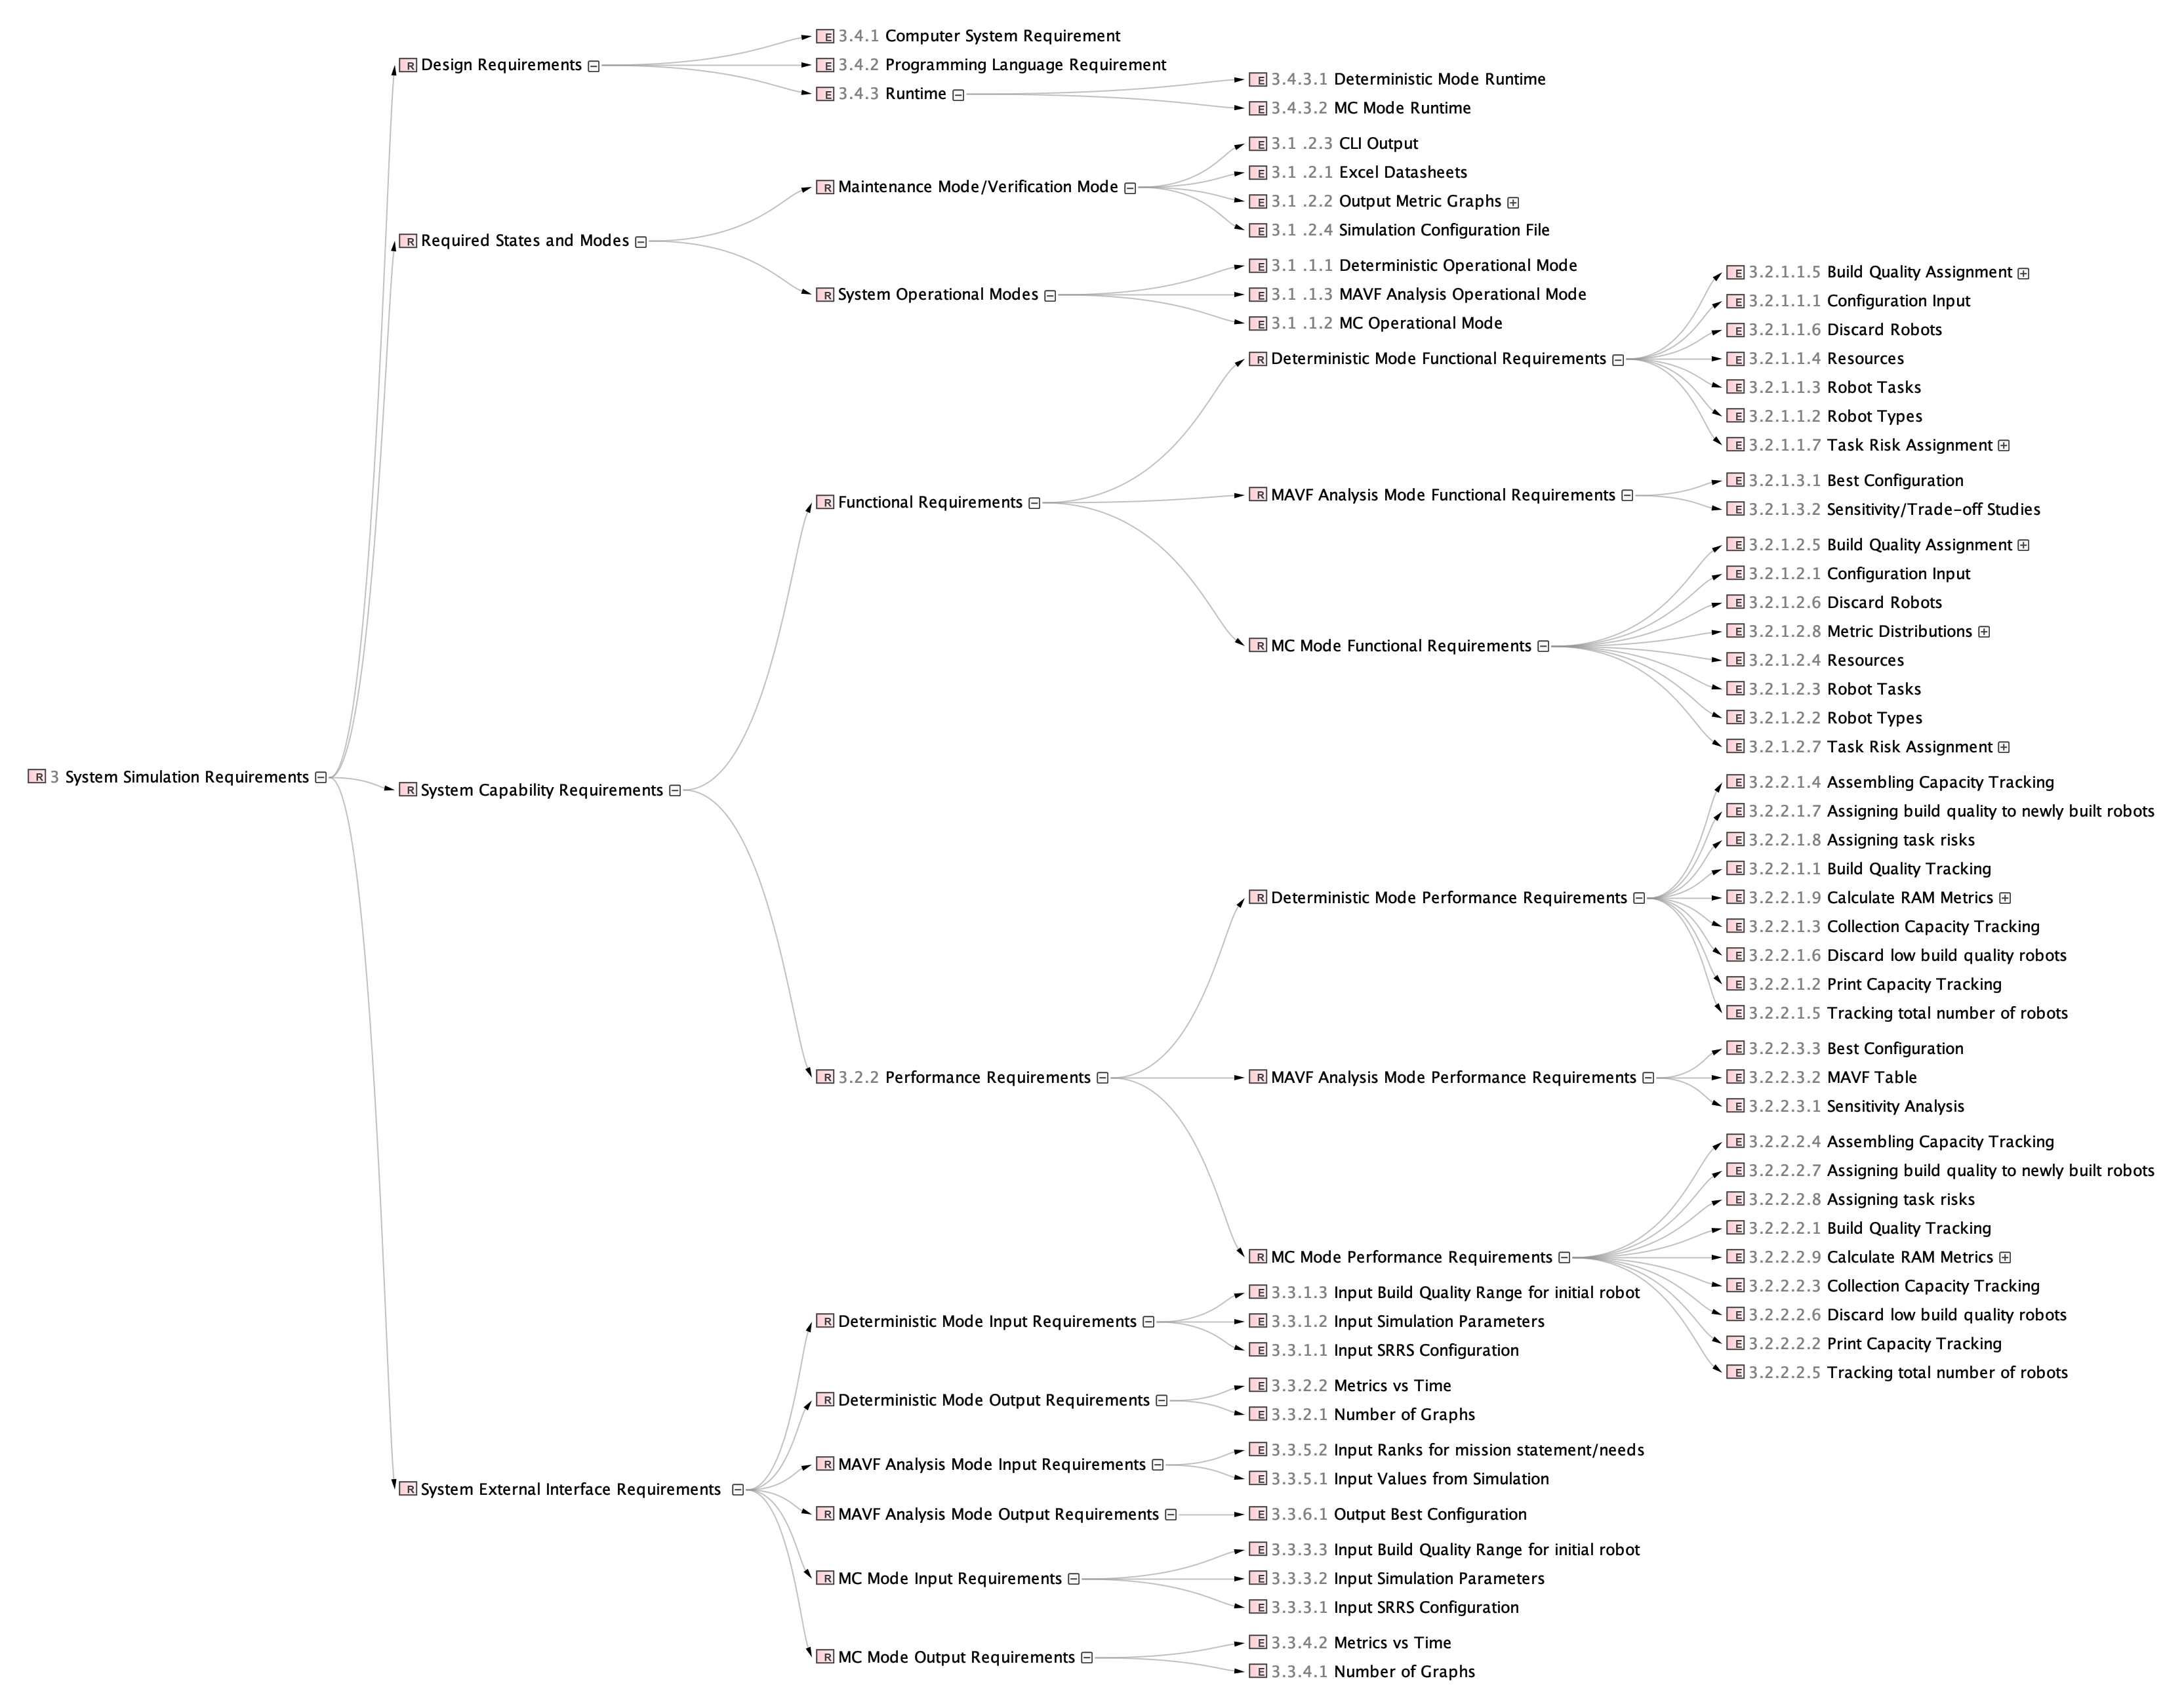 R 3 System Simulation Requirements
R Design Requirements
E 3.4.1 Computer System Requirement
E 3.4.2 Programming Language Requirement
E 3.4.3 Runtime
E 3.4.3.1 Deterministic Mode Runtime
E 3.4.3.2 MC Mode Runtime
R Required States and Modes
R Maintenance Mode/Verification Mode
E 3.1 .2.3 CLI Output
E 3.1 .2.1 Excel Datasheets
E 3.1 .2.2 Output Metric Graphs
E 3.1 .2.4 Simulation Configuration File
R System Operational Modes
E 3.1 .1.1 Deterministic Operational Mode
E 3.1 .1.3 MAVF Analysis Operational Mode
E 3.1 .1.2 MC Operational Mode
R System Capability Requirements
R Functional Requirements
R Deterministic Mode Functional Requirements
E 3.2.1.1.5 Build Quality Assignment
E 3.2.1.1.1 Configuration Input
E 3.2.1.1.6 Discard Robots
E 3.2.1.1.4 Resources
E 3.2.1.1.3 Robot Tasks
E 3.2.1.1.2 Robot Types
E 3.2.1.1.7 Task Risk Assignment
R MAVF Analysis Mode Functional Requirements
E 3.2.1.3.1 Best Configuration
E 3.2.1.3.2 Sensitivity/Trade-off Studies
R MC Mode Functional Requirements
E 3.2.1.2.5 Build Quality Assignment
E 3.2.1.2.1 Configuration Input
E 3.2.1.2.6 Discard Robots
E 3.2.1.2.8 Metric Distributions
E 3.2.1.2.4 Resources
E 3.2.1.2.3 Robot Tasks
E 3.2.1.2.2 Robot Types
E 3.2.1.2.7 Task Risk Assignment
R 3.2.2 Performance Requirements
R Deterministic Mode Performance Requirements
E 3.2.2.1.4 Assembling Capacity Tracking
E 3.2.2.1.7 Assigning build quality to newly built robots
E 3.2.2.1.8 Assigning task risks
E 3.2.2.1.1 Build Quality Tracking
E 3.2.2.1.9 Calculate RAM Metrics
E 3.2.2.1.3 Collection Capacity Tracking
E 3.2.2.1.6 Discard low build quality robots
E 3.2.2.1.2 Print Capacity Tracking
E 3.2.2.1.5 Tracking total number of robots
R MAVF Analysis Mode Performance Requirements
E 3.2.2.3.3 Best Configuration
E 3.2.2.3.2 MAVF Table
E 3.2.2.3.1 Sensitivity Analysis
R MC Mode Performance Requirements
E 3.2.2.2.4 Assembling Capacity Tracking
E 3.2.2.2.7 Assigning build quality to newly built robots
E 3.2.2.2.8 Assigning task risks
E 3.2.2.2.1 Build Quality Tracking
E 3.2.2.2.9 Calculate RAM Metrics
E 3.2.2.2.3 Collection Capacity Tracking
E 3.2.2.2.6 Discard low build quality robots
E 3.2.2.2.2 Print Capacity Tracking
E 3.2.2.2.5 Tracking total number of robots
R System External Interface Requirements
R Deterministic Mode Input Requirements
E 3.3.1.3 Input Build Quality Range for initial robot
E 3.3.1.2 Input Simulation Parameters
E 3.3.1.1 Input SRRS Configuration
R Deterministic Mode Output Requirements
E 3.3.2.2 Metrics vs Time
E 3.3.2.1 Number of Graphs
R MAVF Analysis Mode Input Requirements
E 3.3.5.2 Input Ranks for mission statement/needs
E 3.3.5.1 Input Values from Simulation
R MAVF Analysis Mode Output Requirements
E 3.3.6.1 Output Best Configuration
R MC Mode Input Requirements
E 3.3.3.3 Input Build Quality Range for initial robot
E 3.3.3.2 Input Simulation Parameters
E 3.3.3.1 Input SRRS Configuration
R MC Mode Output Requirements
E 3.3.4.2 Metrics vs Time
E 3.3.4.1 Number of Graphs